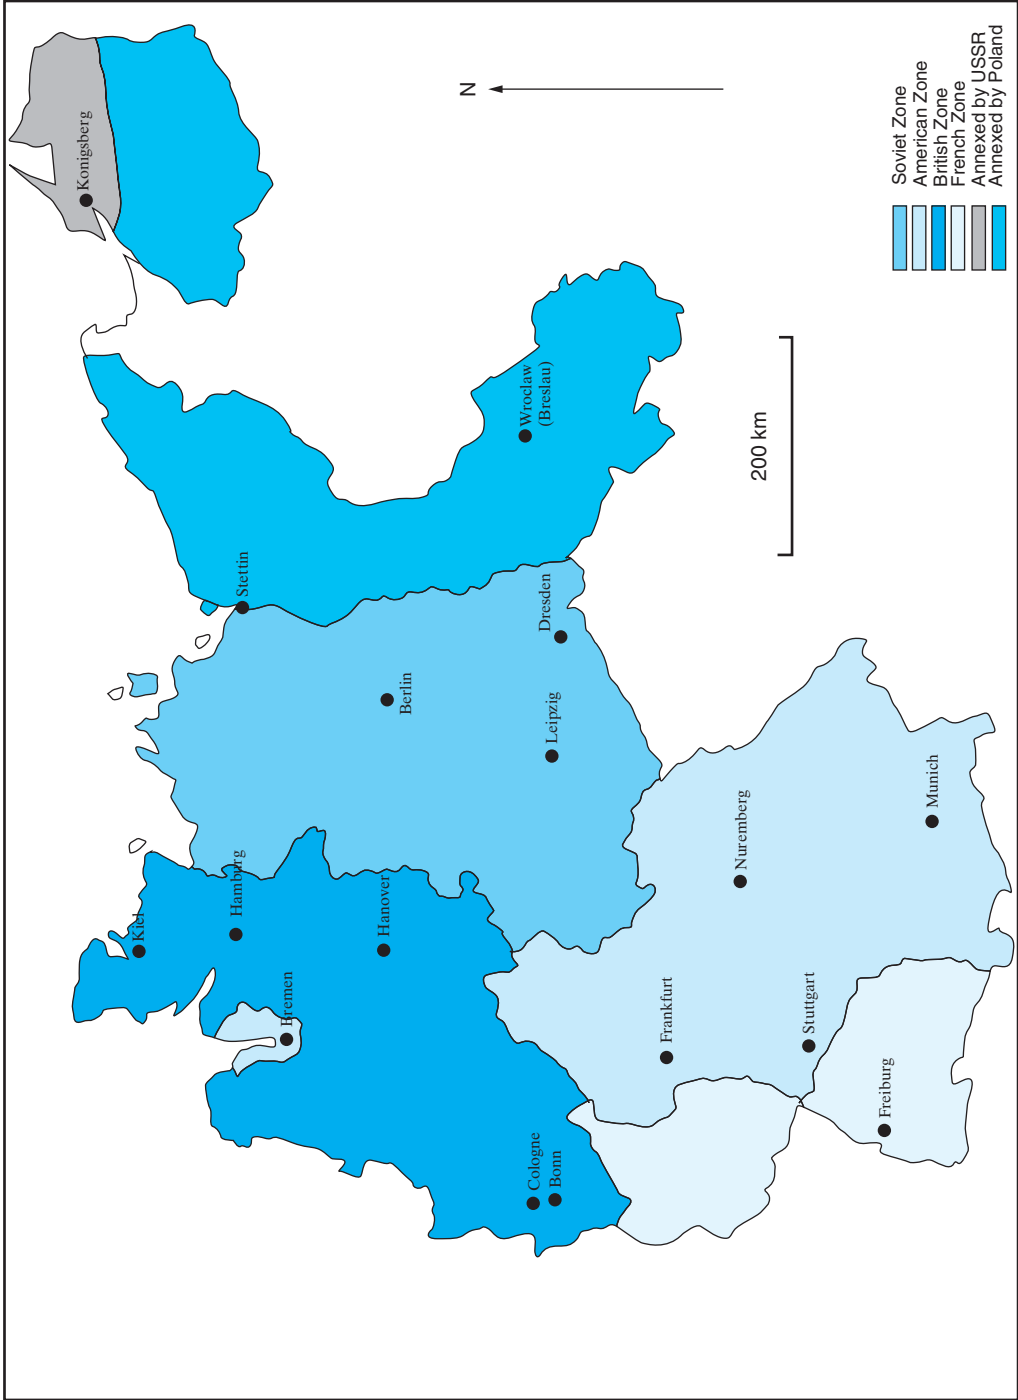 Konigsberg
N
Stettin
Wroclaw
(Breslau)
Kiel
Hamburg
Bremen
Hanover
Berlin
Dresden
Leipzig
Cologne
Bonn
Frankfurt
Nuremberg
Stuttgart
Munich
Freiburg
200 km
Soviet Zone
American Zone
British Zone
French Zone
Annexed by USSR
Annexed by Poland